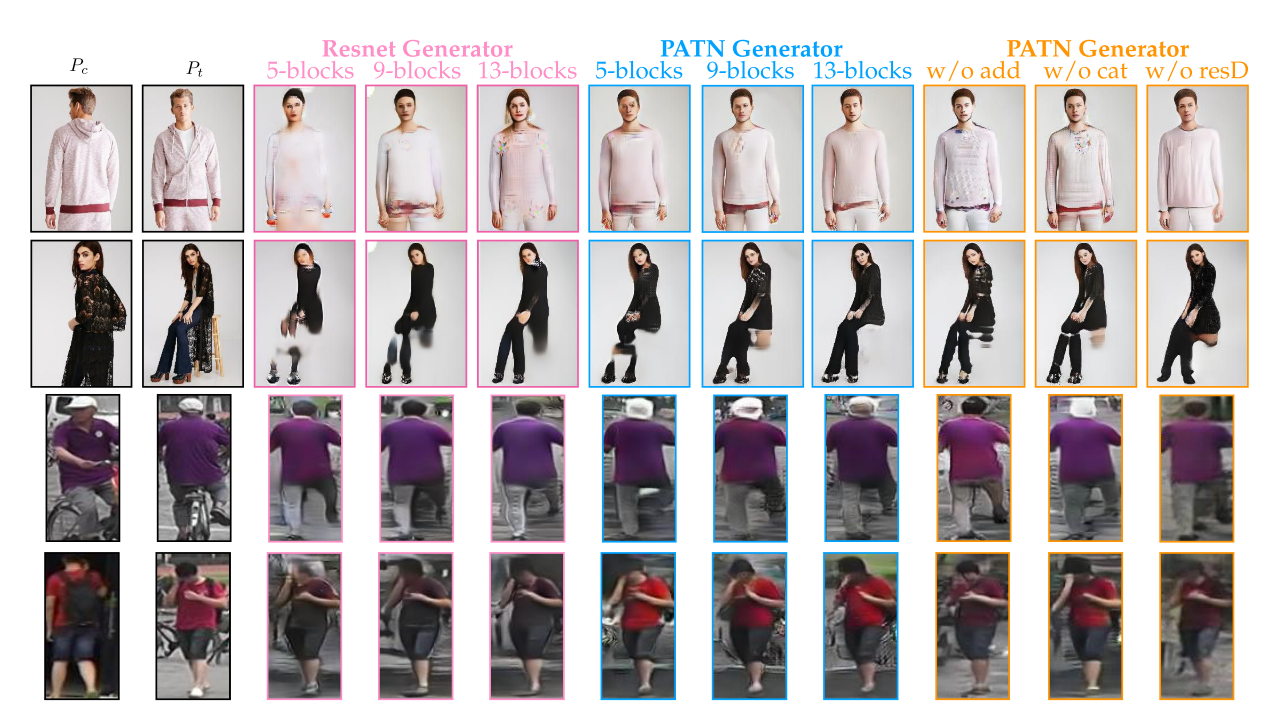 Resnet Generator PATN Generator PATN Generator
P_c P_t 5-blocks 9-blocks 13-blocks 5-blocks 9-blocks 13-blocks w/o add w/o cat w/o resD